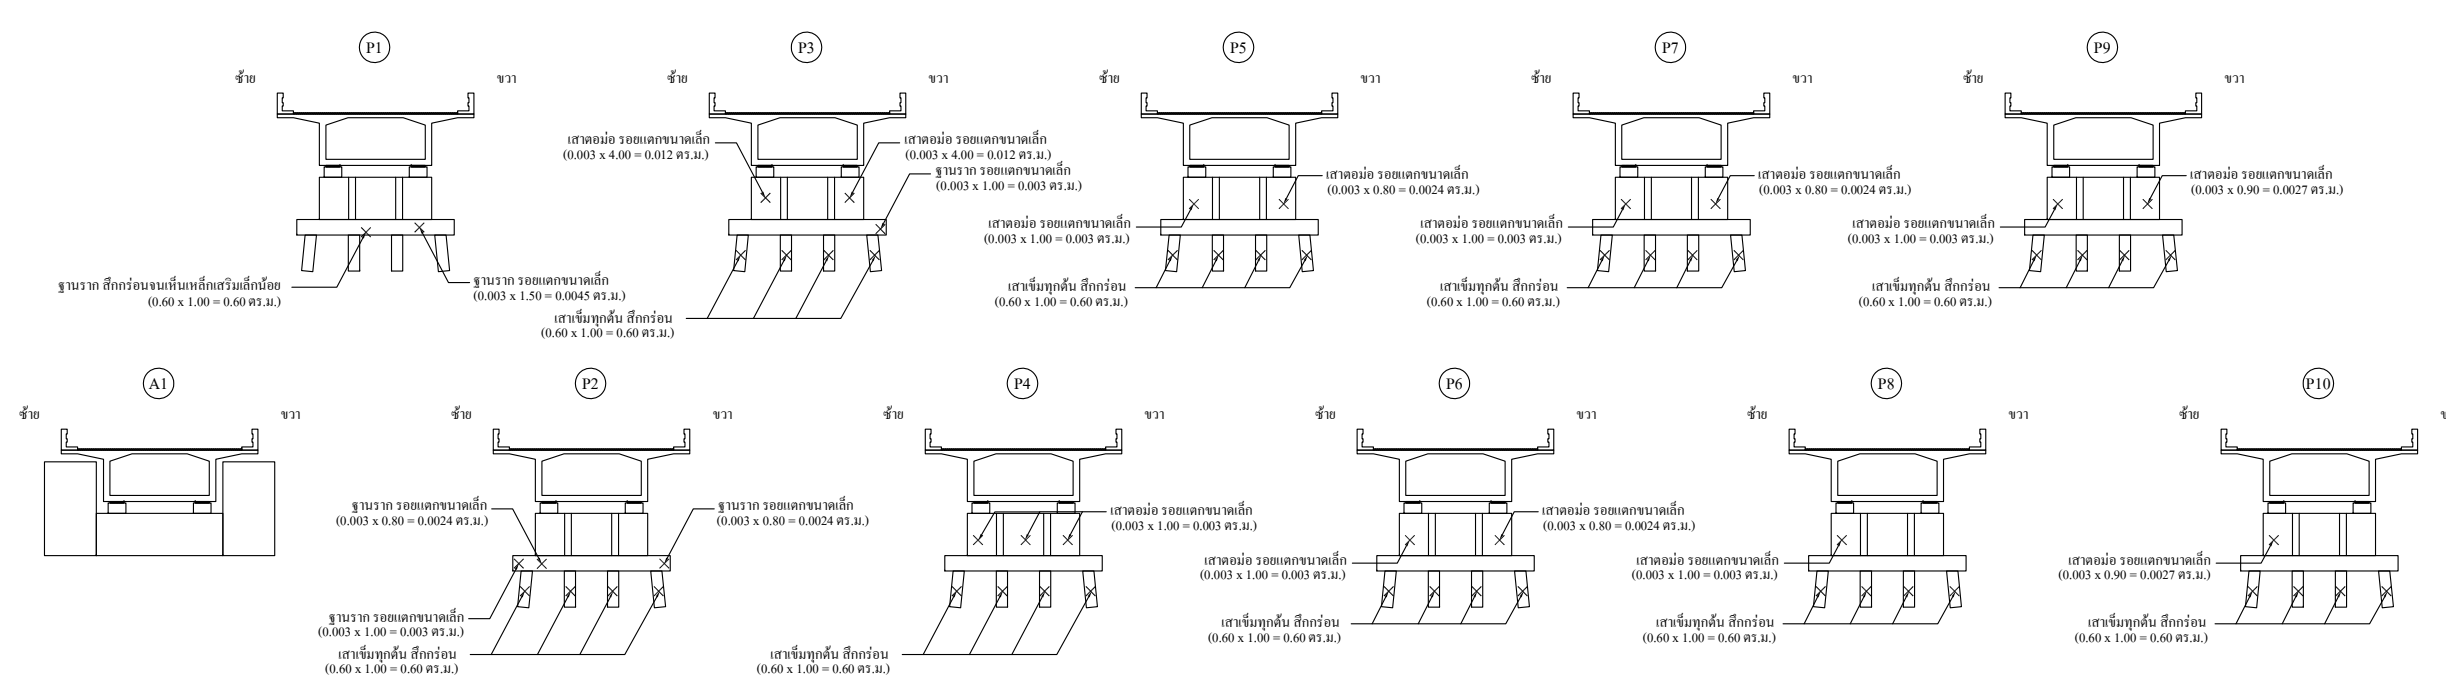 P1
ซ้าย
ขวา
ฐานราก สึกกร่อนจนเห็นเหล็กเสริมเล็กน้อย
(0.60 x 1.00 = 0.60 ตร.ม.)
ฐานราก รอยแตกขนาดเล็ก
(0.003 x 1.50 = 0.0045 ตร.ม.)
P3
ซ้าย
ขวา
เสาตอม่อ รอยแตกขนาดเล็ก
(0.003 x 4.00 = 0.012 ตร.ม.)
เสาตอม่อ รอยแตกขนาดเล็ก
(0.003 x 4.00 = 0.012 ตร.ม.)
ฐานราก รอยแตกขนาดเล็ก
(0.003 x 1.00 = 0.003 ตร.ม.)
เสาเข็มทุกต้น สึกกร่อน
(0.60 x 1.00 = 0.60 ตร.ม.)
P5
ซ้าย
ขวา
เสาตอม่อ รอยแตกขนาดเล็ก
(0.003 x 0.80 = 0.0024 ตร.ม.)
เสาตอม่อ รอยแตกขนาดเล็ก
(0.003 x 1.00 = 0.003 ตร.ม.)
เสาเข็มทุกต้น สึกกร่อน
(0.60 x 1.00 = 0.60 ตร.ม.)
P7
ซ้าย
ขวา
เสาตอม่อ รอยแตกขนาดเล็ก
(0.003 x 0.80 = 0.0024 ตร.ม.)
เสาตอม่อ รอยแตกขนาดเล็ก
(0.003 x 1.00 = 0.003 ตร.ม.)
เสาเข็มทุกต้น สึกกร่อน
(0.60 x 1.00 = 0.60 ตร.ม.)
P9
ซ้าย
ขวา
เสาตอม่อ รอยแตกขนาดเล็ก
(0.003 x 0.90 = 0.0027 ตร.ม.)
เสาตอม่อ รอยแตกขนาดเล็ก
(0.003 x 1.00 = 0.003 ตร.ม.)
เสาเข็มทุกต้น สึกกร่อน
(0.60 x 1.00 = 0.60 ตร.ม.)
A1
ซ้าย
ขวา
P2
ซ้าย
ขวา
ฐานราก รอยแตกขนาดเล็ก
(0.003 x 0.80 = 0.0024 ตร.ม.)
ฐานราก รอยแตกขนาดเล็ก
(0.003 x 0.80 = 0.0024 ตร.ม.)
ฐานราก รอยแตกขนาดเล็ก
(0.003 x 1.00 = 0.003 ตร.ม.)
เสาเข็มทุกต้น สึกกร่อน
(0.60 x 1.00 = 0.60 ตร.ม.)
P4
ซ้าย
ขวา
เสาตอม่อ รอยแตกขนาดเล็ก
(0.003 x 1.00 = 0.003 ตร.ม.)
เสาเข็มทุกต้น สึกกร่อน
(0.60 x 1.00 = 0.60 ตร.ม.)
P6
ซ้าย
ขวา
เสาตอม่อ รอยแตกขนาดเล็ก
(0.003 x 0.80 = 0.0024 ตร.ม.)
เสาตอม่อ รอยแตกขนาดเล็ก
(0.003 x 1.00 = 0.003 ตร.ม.)
เสาเข็มทุกต้น สึกกร่อน
(0.60 x 1.00 = 0.60 ตร.ม.)
P8
ซ้าย
ขวา
เสาตอม่อ รอยแตกขนาดเล็ก
(0.003 x 1.00 = 0.003 ตร.ม.)
เสาเข็มทุกต้น สึกกร่อน
(0.60 x 1.00 = 0.60 ตร.ม.)
P10
ซ้าย
เสาตอม่อ รอยแตกขนาดเล็ก
(0.003 x 0.90 = 0.0027 ตร.ม.)
เสาเข็มทุกต้น สึกกร่อน
(0.60 x 1.00 = 0.60 ตร.ม.)